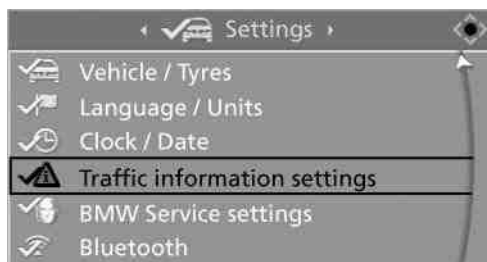 Settings
Vehicle / Tyres
Language / Units
Clock / Date
Traffic information settings
BMW Service settings
Bluetooth